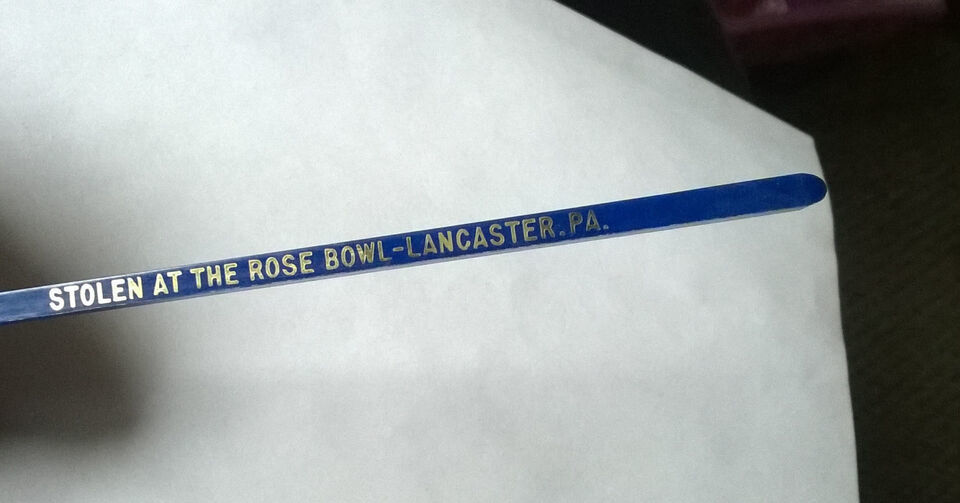 STOLEN AT THE ROSE BOWL-LANCASTER.PA.